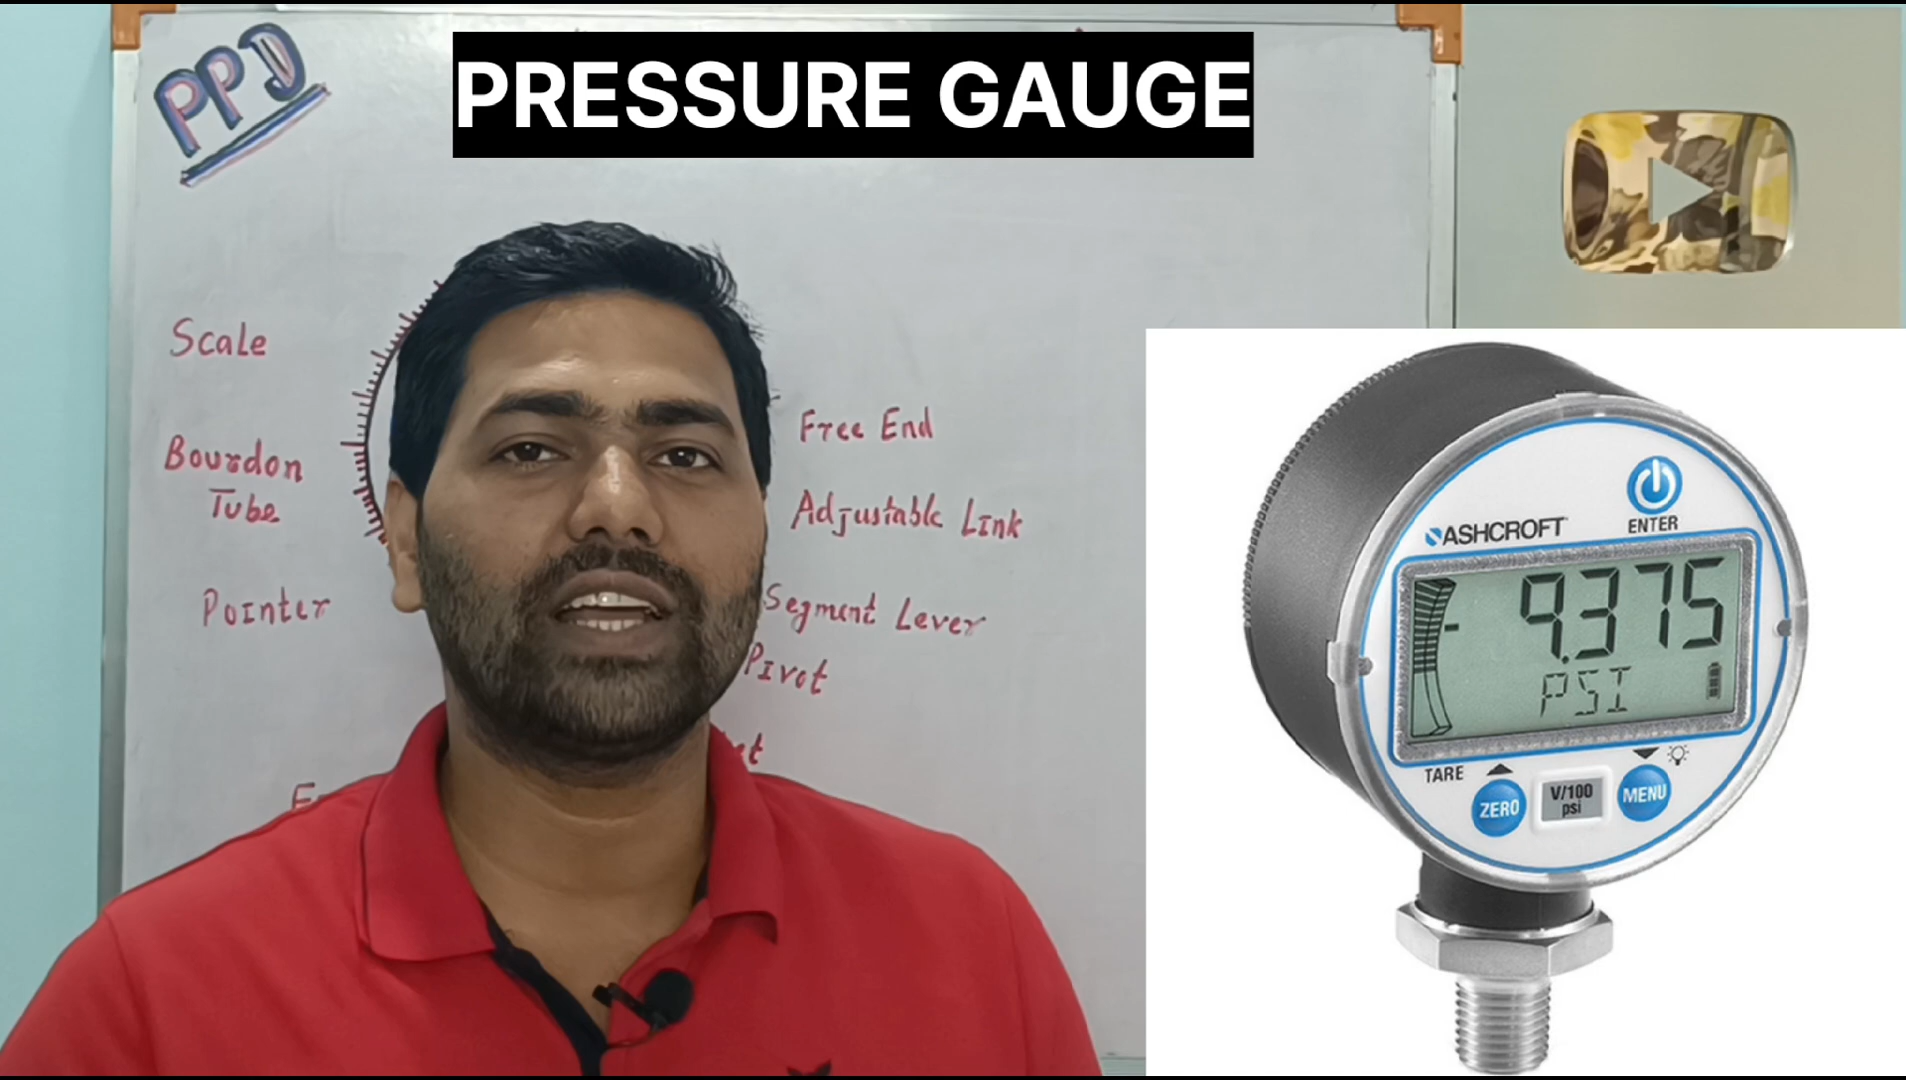 PPD
PRESSURE GAUGE
Scale
Bourdon
Tube
Pointer
Free End
Adjustable Link
Segment Lever
Pivot
ASHCROFT
ENTER
9.375
PSI
TARE
ZERO
V/100
psi
MENU